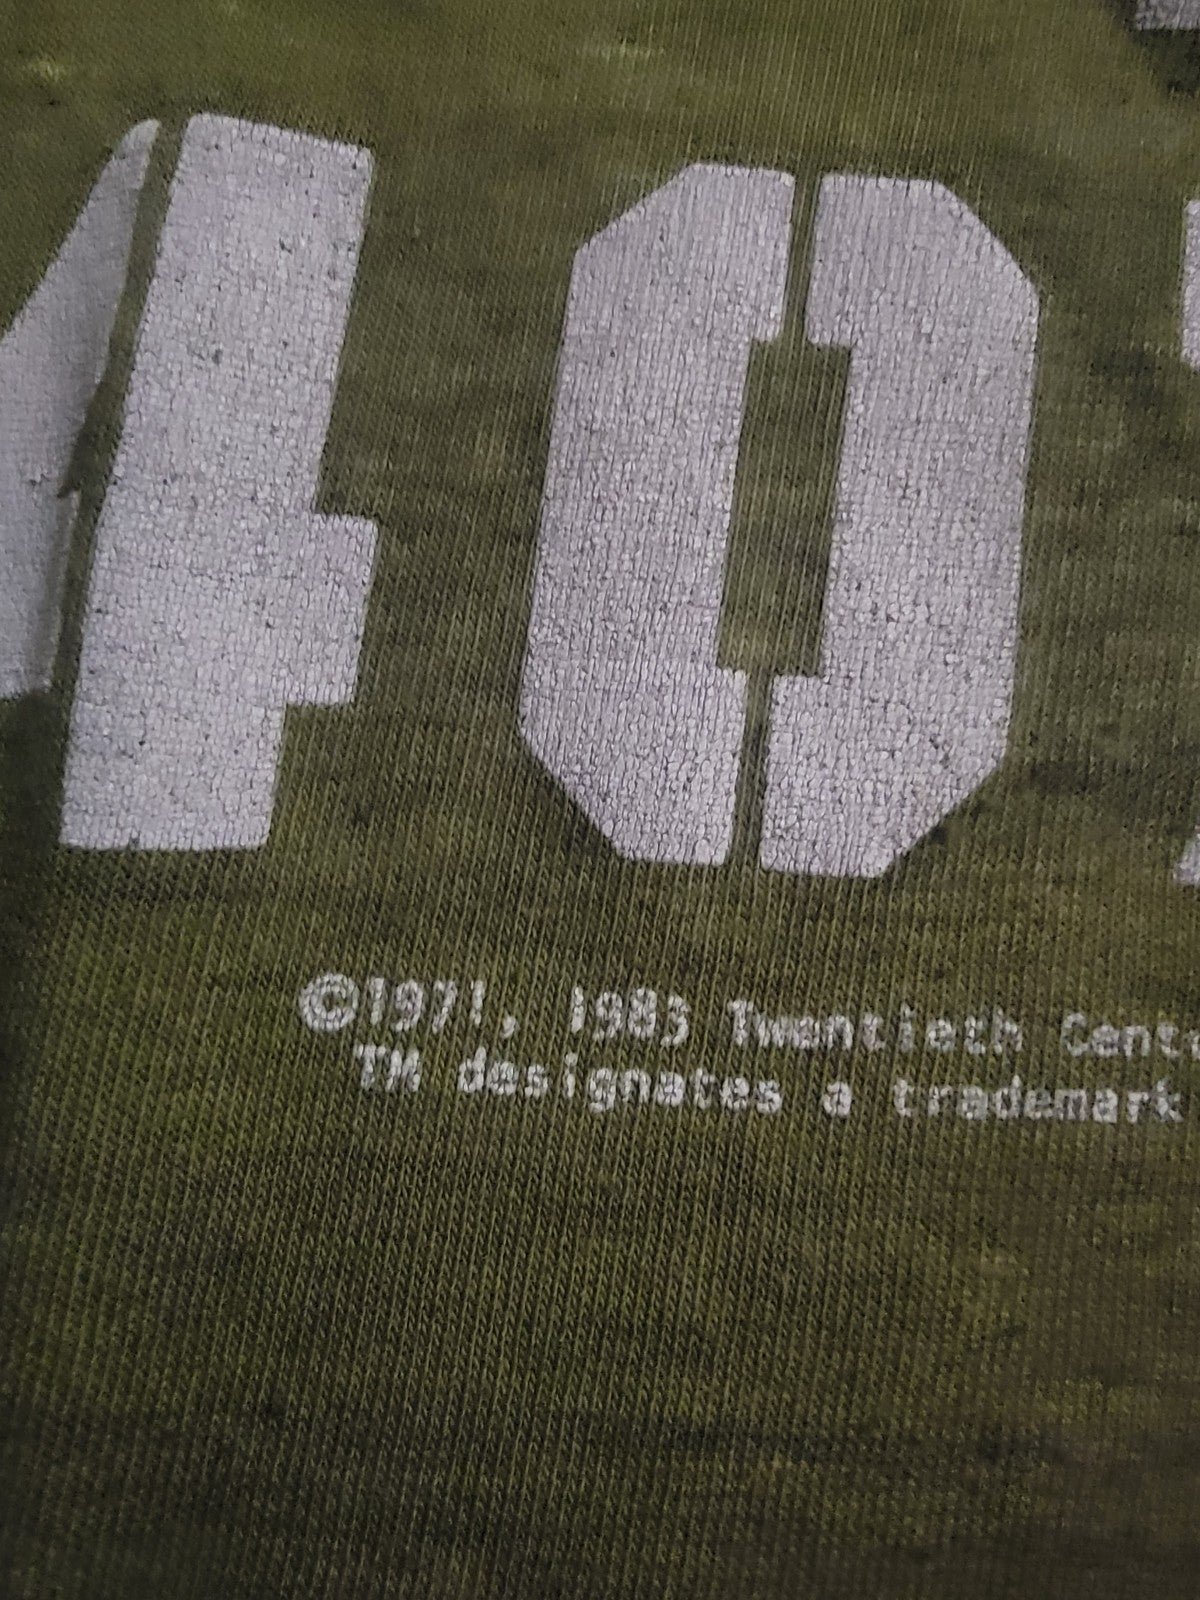 40
©1971, 1983 Twentieth Cent
TM designates a trademark